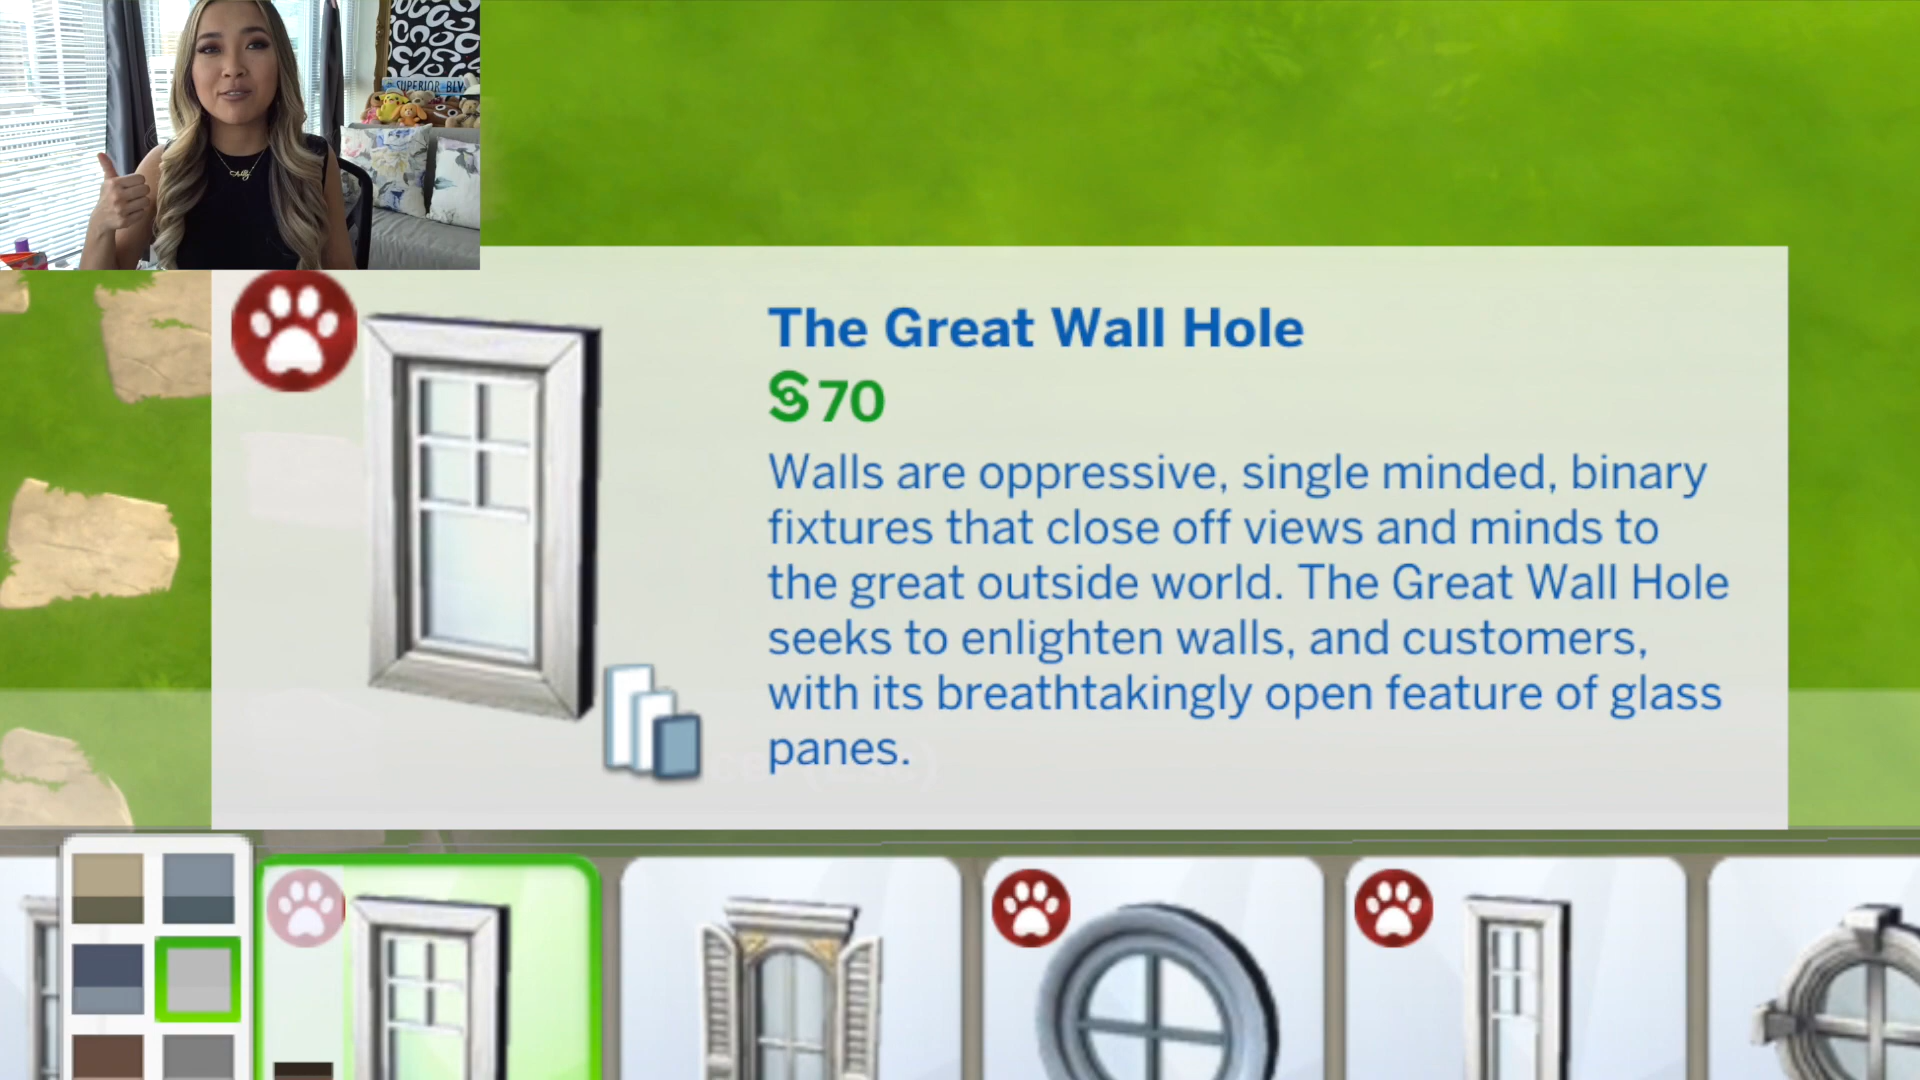 SUPERIOR BLV
The Great Wall Hole
§70
Walls are oppressive, single minded, binary
fixtures that close off views and minds to
the great outside world. The Great Wall Hole
seeks to enlighten walls, and customers,
with its breathtakingly open feature of glass
panes.